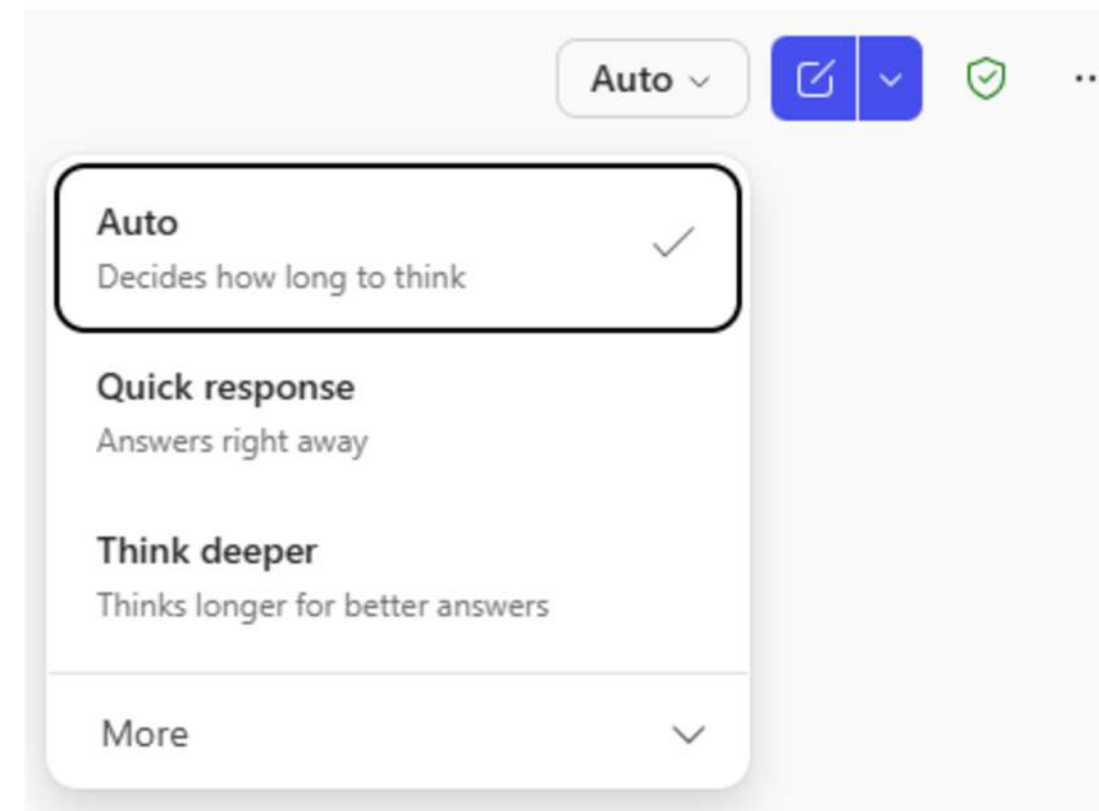 Auto
Auto
Decides how long to think
Quick response
Answers right away
Think deeper
Thinks longer for better answers
More